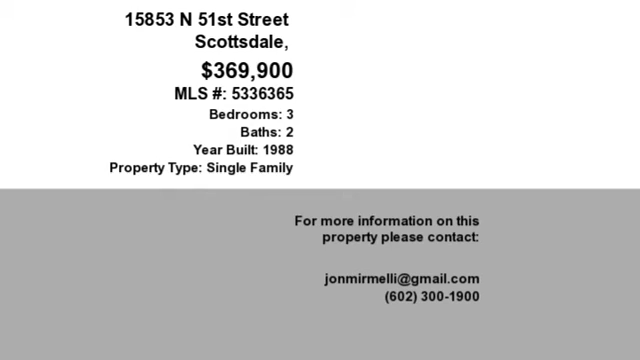 15853 N 51st Street
Scottsdale,
$369,900
MLS #: 5336365
Bedrooms: 3
Baths: 2
Year Built: 1988
Property Type: Single Family
For more information on this
property please contact:
jonmirmelli@gmail.com
(602) 300-1900